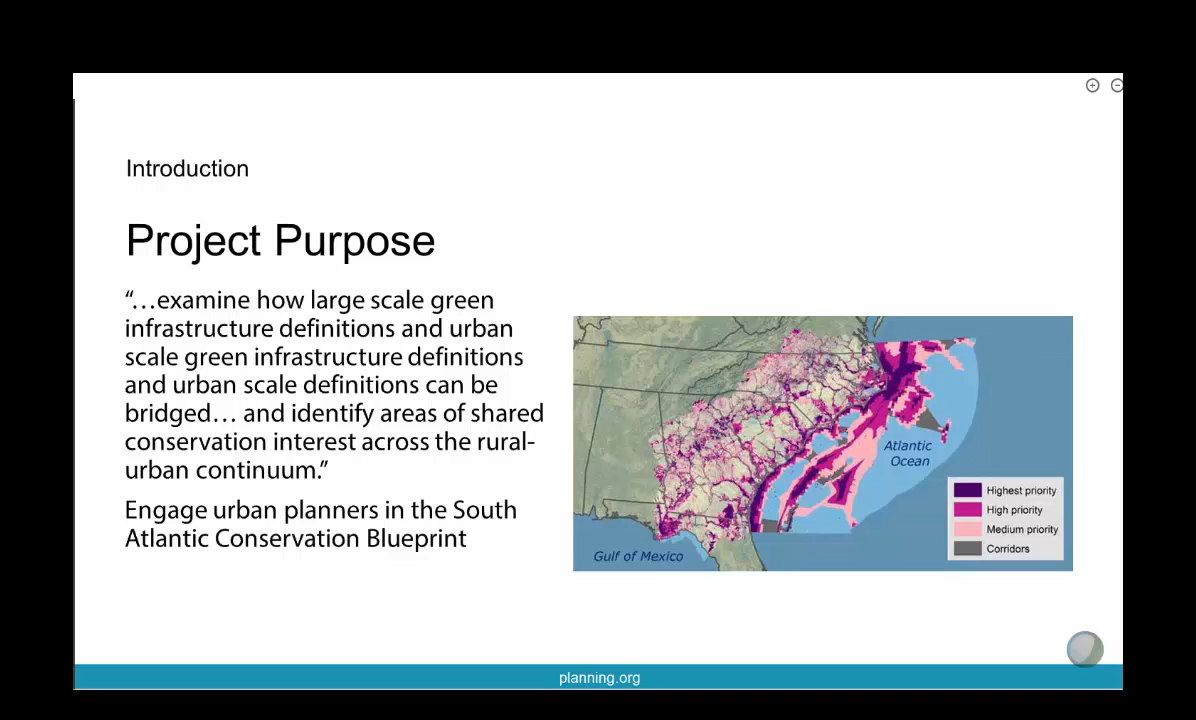 Introduction
Project Purpose
“…examine how large scale green
infrastructure definitions and urban
scale green infrastructure definitions
and urban scale definitions can be
bridged… and identify areas of shared
conservation interest across the rural-
urban continuum.”
Engage urban planners in the South
Atlantic Conservation Blueprint
Atlantic
Ocean
Gulf of Mexico
Highest priority
High priority
Medium priority
Corridors
planning.org